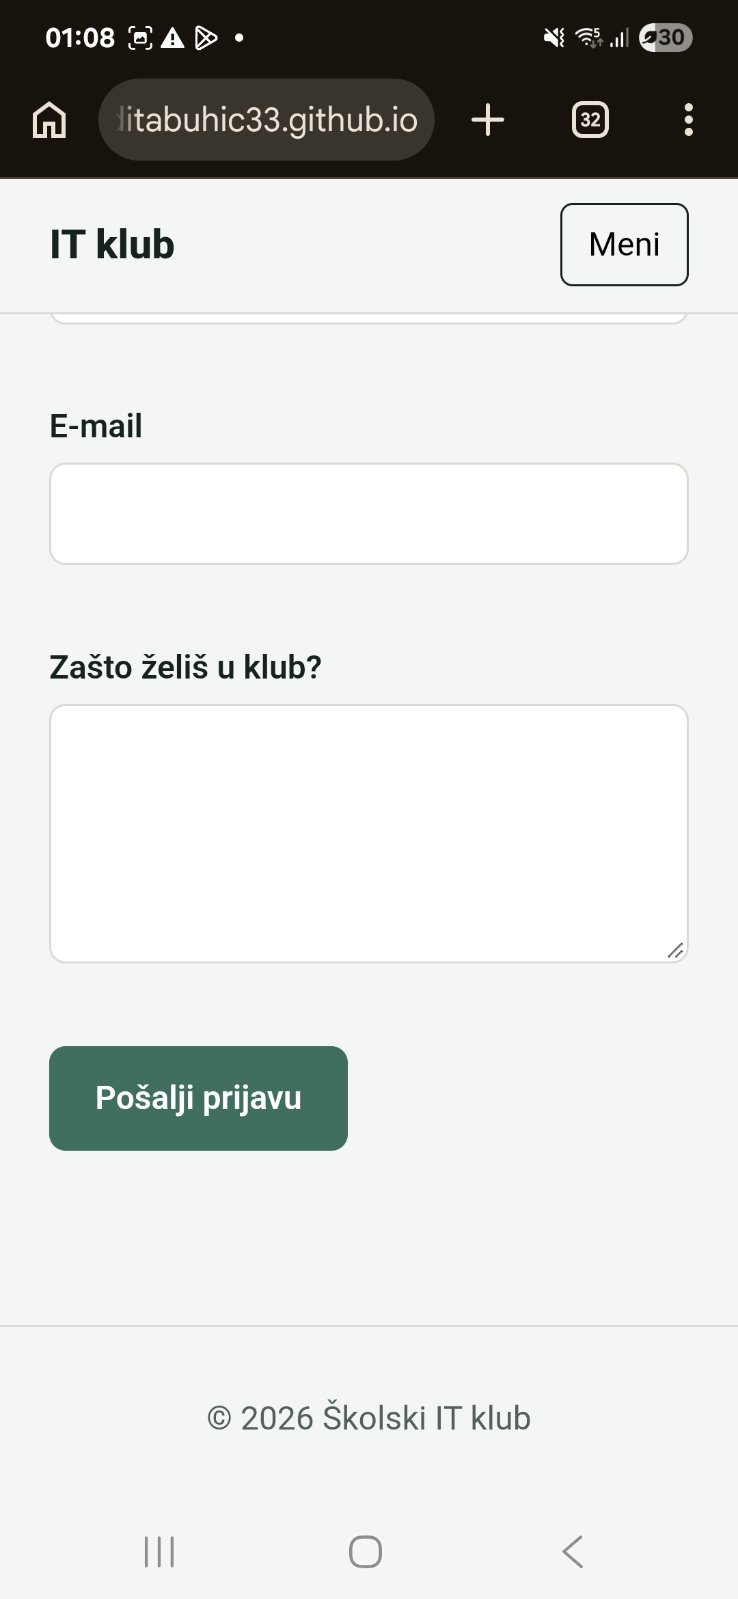 01:08
5
30
itabuhic33.github.io
32
IT klub
Meni
E-mail
Zašto želiš u klub?
Pošalji prijavu
© 2026 Školski IT klub